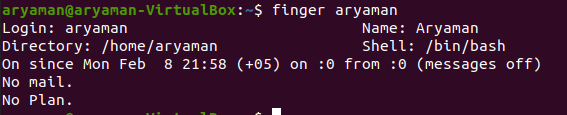 aryaman@aryaman-VirtualBox:~$ finger aryaman
Login: aryaman Name: Aryaman
Directory: /home/aryaman Shell: /bin/bash
On since Mon Feb  8 21:58 (+05) on :0 from :0 (messages off)
No mail.
No Plan.